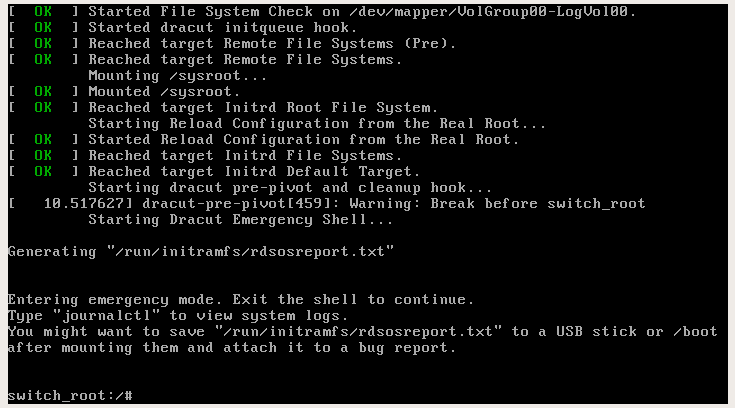 [  OK  ] Started File System Check on /dev/mapper/VolGroup00-LogVol00.
[  OK  ] Started dracut initqueue hook.
[  OK  ] Reached target Remote File Systems (Pre).
[  OK  ] Reached target Remote File Systems.
Mounting /sysroot...
[  OK  ] Mounted /sysroot.
[  OK  ] Reached target Initrd Root File System.
Starting Reload Configuration from the Real Root...
[  OK  ] Started Reload Configuration from the Real Root.
[  OK  ] Reached target Initrd File Systems.
[  OK  ] Reached target Initrd Default Target.
Starting dracut pre-pivot and cleanup hook...
[   10.517627] dracut-pre-pivot[459]: Warning: Break before switch_root
Starting Dracut Emergency Shell...
Generating "/run/initramfs/rdsosreport.txt"
Entering emergency mode. Exit the shell to continue.
Type "journalctl" to view system logs.
You might want to save "/run/initramfs/rdsosreport.txt" to a USB stick or /boot
after mounting them and attach it to a bug report.
switch_root:/#